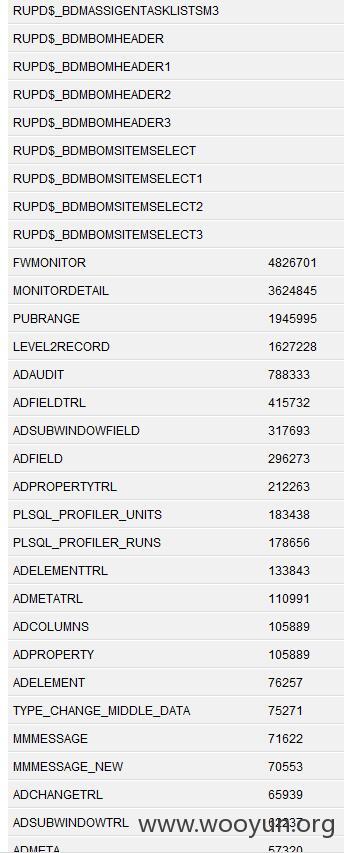 RUPD$_BDMASSIGENTASKLISTSM3
RUPD$_BDMBOMHEADER
RUPD$_BDMBOMHEADER1
RUPD$_BDMBOMHEADER2
RUPD$_BDMBOMHEADER3
RUPD$_BDMBOMSITEMSELECT
RUPD$_BDMBOMSITEMSELECT1
RUPD$_BDMBOMSITEMSELECT2
RUPD$_BDMBOMSITEMSELECT3
FWMONITOR 4826701
MONITORDETAIL 3624845
PUBRANGE 1945995
LEVEL2RECORD 1627228
ADAUDIT 788333
ADFIELDTRL 415732
ADSUBWINDOWFIELD 317693
ADFIELD 296273
ADPROPERTYTRL 212263
PLSQL_PROFILER_UNITS 183438
PLSQL_PROFILER_RUNS 178656
ADELEMENTTRL 133843
ADMETATRL 110991
ADCOLUMNS 105889
ADPROPERTY 105889
ADELEMENT 76257
TYPE_CHANGE_MIDDLE_DATA 75271
MMMESSAGE 71622
MMMESSAGE_NEW 70553
ADCHANGETRL 65939
ADSUBWINDOWTRL 62237
www.wooyun.org
ADMETA 57320